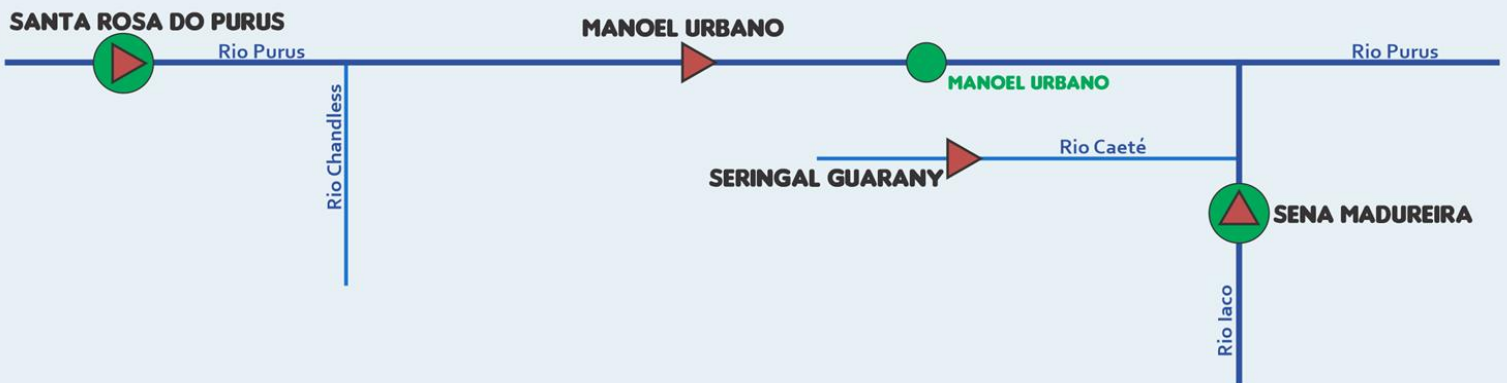 SANTA ROSA DO PURUS
MANOEL URBANO
Rio Purus
Rio Purus
MANOEL URBANO
Rio Chandless
Rio Caeté
SERINGAL GUARANY
SENA MADUREIRA
Rio Iaco